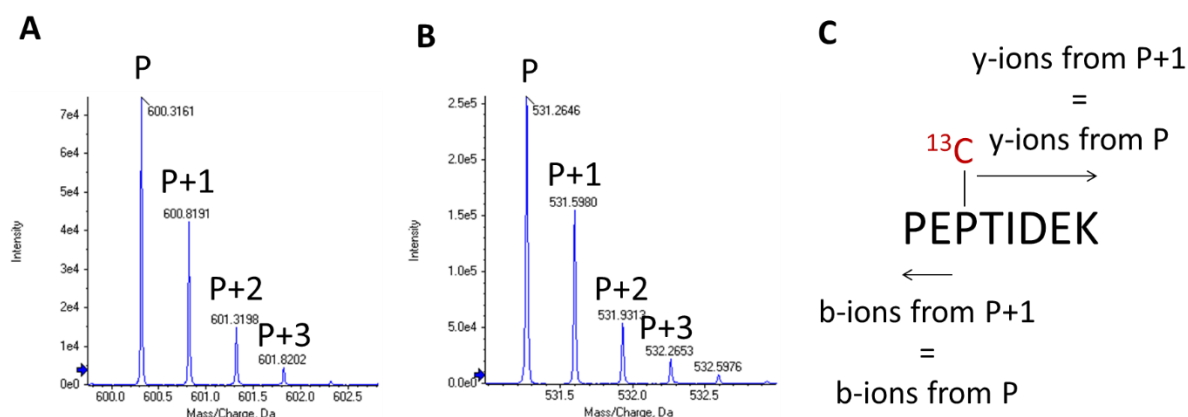 A
P
600.3161
P+1
600.8191
P+2
601.3198
P+3
601.8202
7e4
6e4
5e4
4e4
3e4
2e4
1e4
0e0
Intensity
600.0 600.5 601.0 601.5 602.0 602.5
Mass/Charge, Da
B
P
531.2646
P+1
531.5980
P+2
531.9313
P+3
532.2653
532.5976
2.5e5
2.0e5
1.5e5
1.0e5
5.0e4
0.0e0
Intensity
531.5 532.0 532.5
Mass/Charge, Da
C
y-ions from P+1
=
y-ions from P
13C
PEPTIDEK
b-ions from P+1
=
b-ions from P